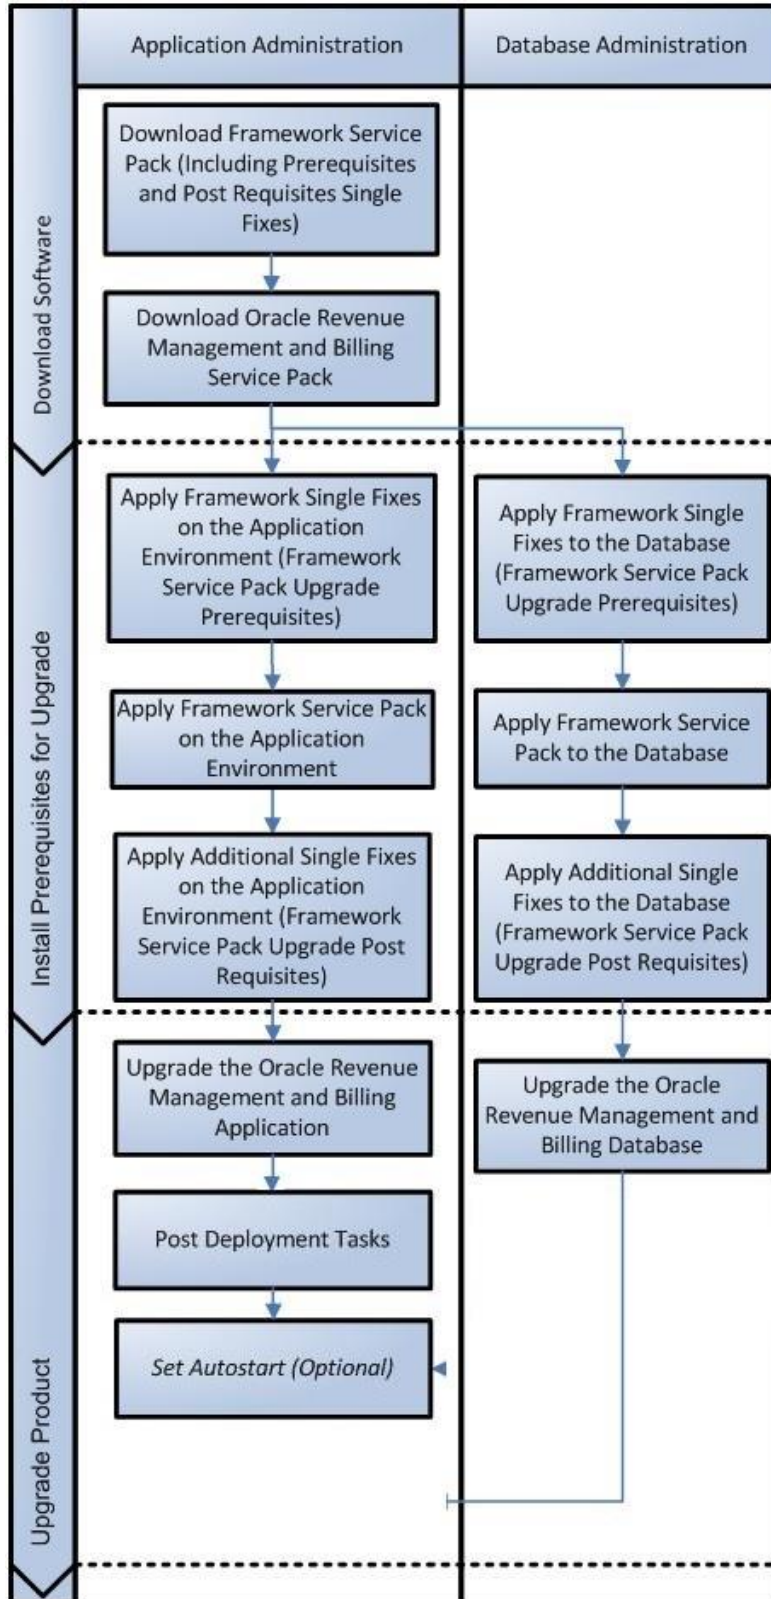 Application Administration
Database Administration
Download Software
Download Framework Service
Pack (Including Prerequisites
and Post Requisites Single
Fixes)
Download Oracle Revenue
Management and Billing
Service Pack
Install Prerequisites for Upgrade
Apply Framework Single Fixes
on the Application
Environment (Framework
Service Pack Upgrade
Prerequisites)
Apply Framework Single
Fixes to the Database
(Framework Service Pack
Upgrade Prerequisites)
Apply Framework Service Pack
on the Application
Environment
Apply Framework Service
Pack to the Database
Apply Additional Single Fixes
on the Application
Environment (Framework
Service Pack Upgrade Post
Requisites)
Apply Additional Single
Fixes to the Database
(Framework Service Pack
Upgrade Post Requisites)
Upgrade Product
Upgrade the Oracle Revenue
Management and Billing
Application
Upgrade the Oracle
Revenue Management and
Billing Database
Post Deployment Tasks
Set Autostart (Optional)